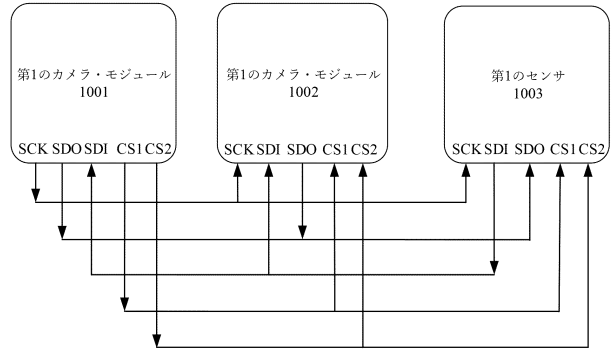 第1のカメラ・モジュール
1001
SCK SDO SDI CS1 CS2
第1のカメラ・モジュール
1002
SCK SDI SDO CS1 CS2
第1のセンサ
1003
SCK SDI SDO CS1 CS2